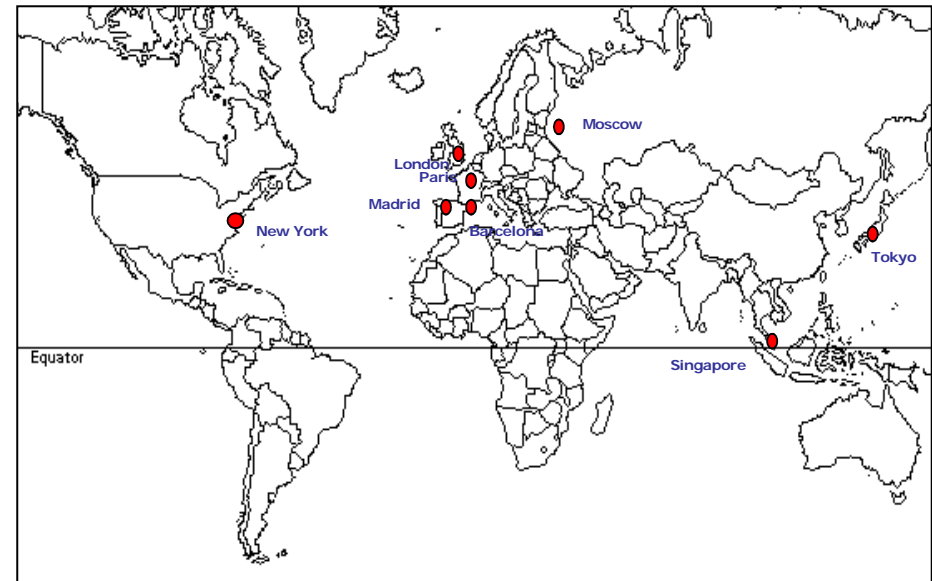 Moscow
London
Paris
Madrid
Barcelona
New York
Tokyo
Equator
Singapore